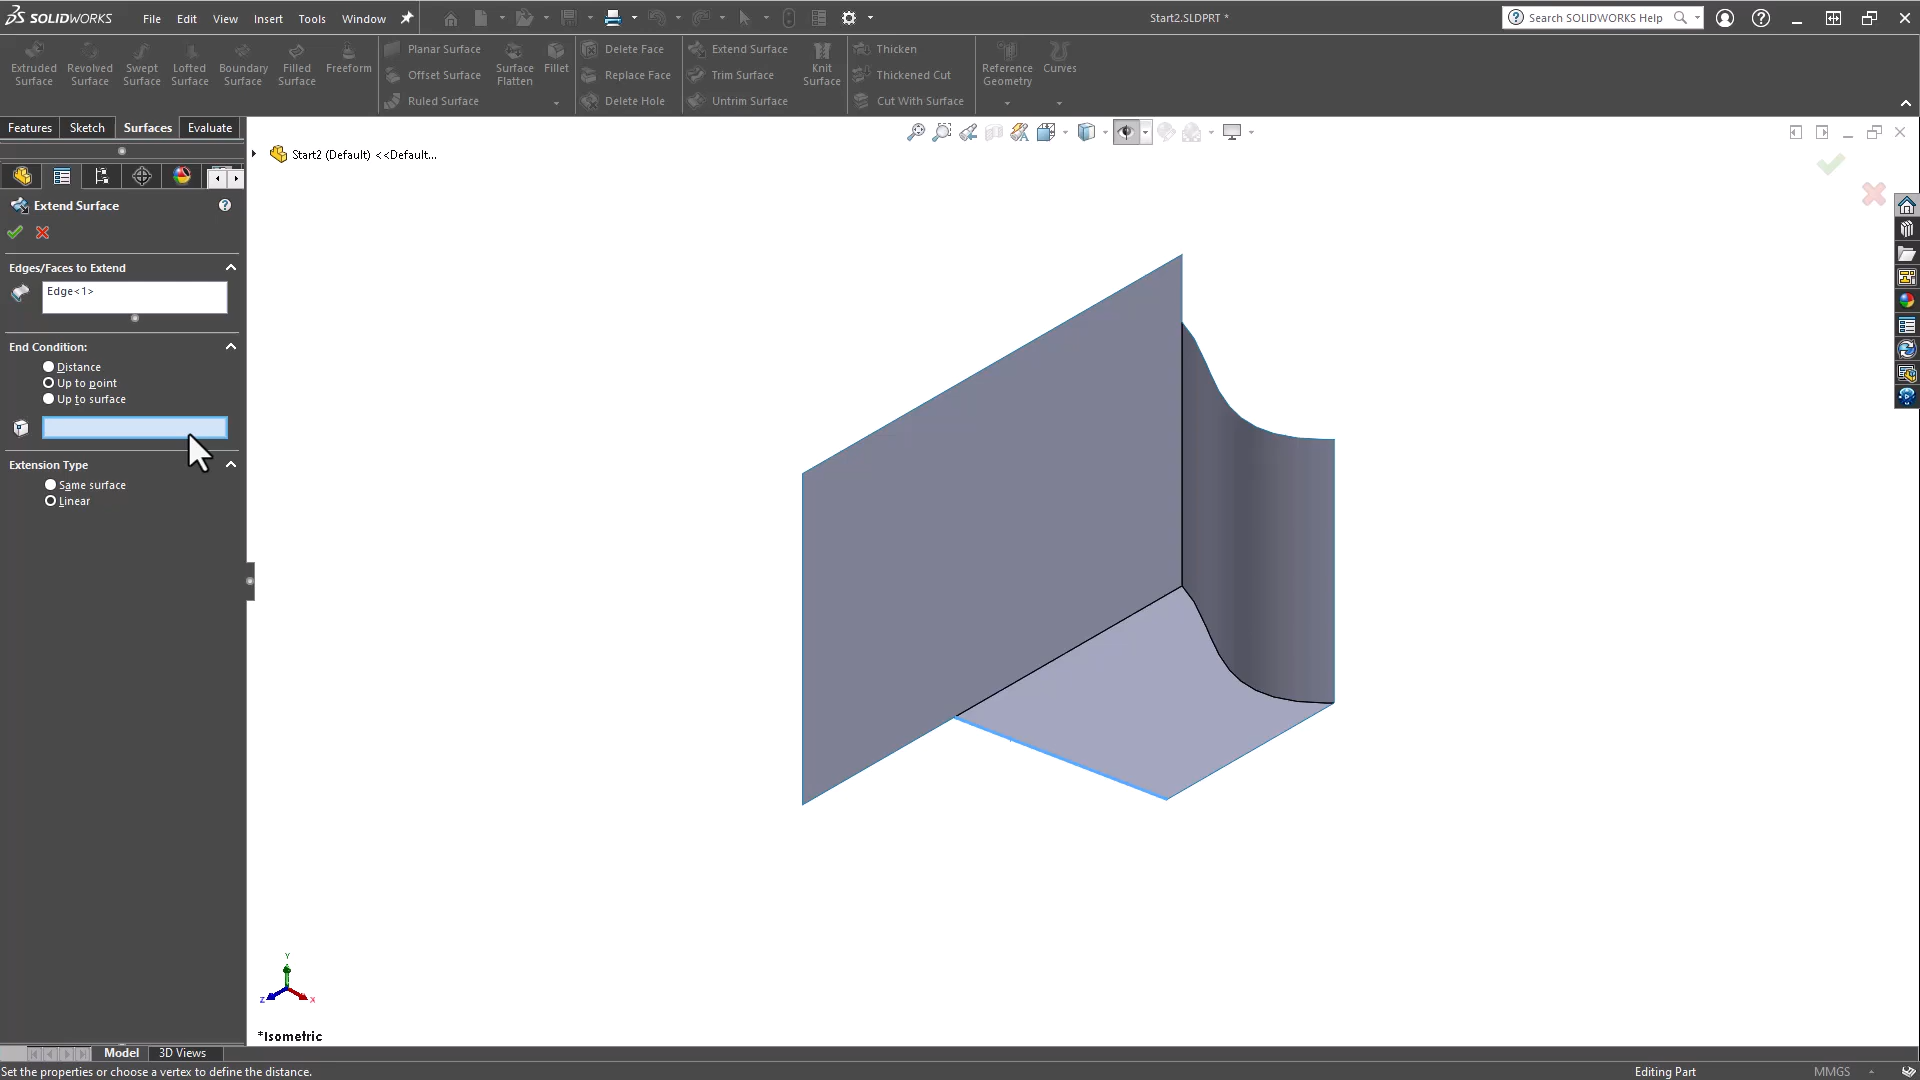 SOLIDWORKS File Edit View Insert Tools Window Start2.SLDPRT * Search SOLIDWORKS Help
Extruded Surface
Revolved Surface
Swept Surface
Lofted Surface
Boundary Surface
Filled Surface
Freeform
Planar Surface
Offset Surface
Ruled Surface
Surface Flatten
Fillet
Delete Face
Replace Face
Delete Hole
Extend Surface
Trim Surface
Untrim Surface
Knit Surface
Thicken
Thickened Cut
Cut With Surface
Reference Geometry
Curves
Features Sketch Surfaces Evaluate
Start2 (Default) <<Default...
Extend Surface
Edges/Faces to Extend
Edge<1>
End Condition:
Distance
Up to point
Up to surface
Extension Type
Same surface
Linear
Y
Z X
*Isometric
Model 3D Views
Set the properties or choose a vertex to define the distance. Editing Part MMGS